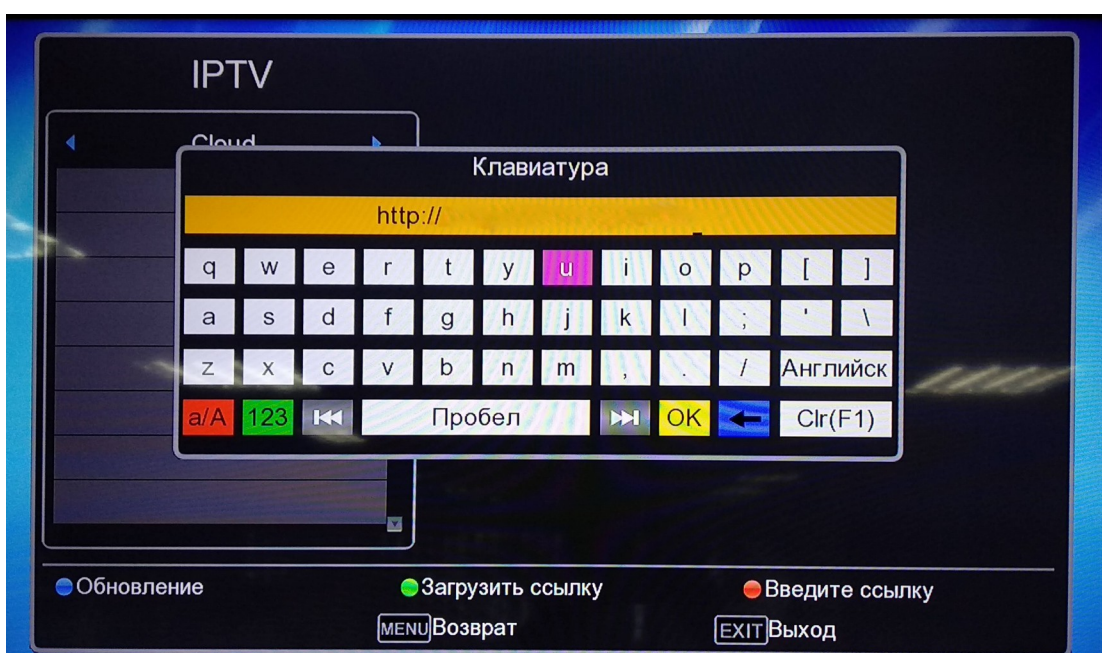 IPTV
Cloud
Клавиатура
http://
q w e r t y u i o p [ ]
a s d f g h j k l ; ' \
z x c v b n m , . / Английск
a/A 123 Пробел OK Clr(F1)
Обновление Загрузить ссылку Введите ссылку
MENU Возврат EXIT Выход